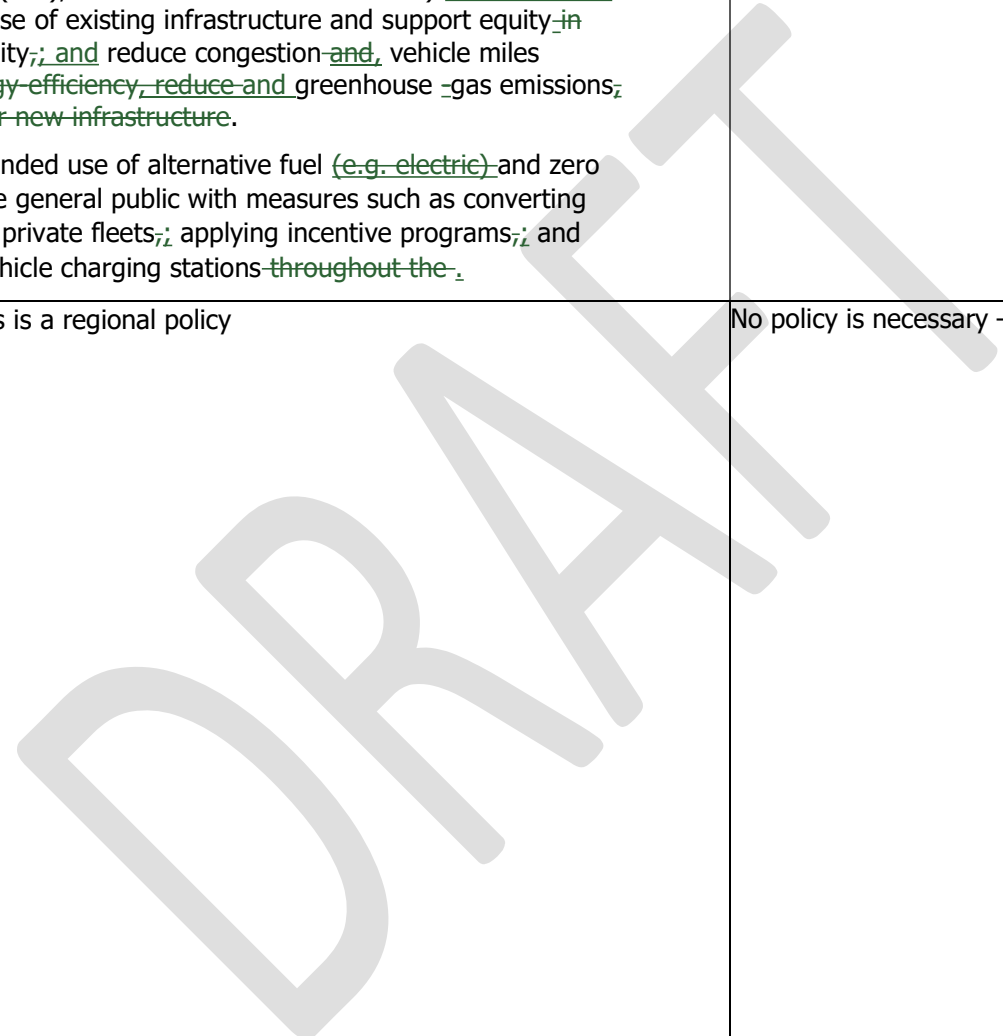 se of existing infrastructure and support equity in
ity,; and reduce congestion and, vehicle miles
gy-efficiency, reduce and greenhouse -gas emissions,
r new infrastructure.
nded use of alternative fuel (e.g. electric) and zero
e general public with measures such as converting
private fleets,; applying incentive programs,; and
hicle charging stations throughout the .
s is a regional policy
No policy is necessary -
DRAFT